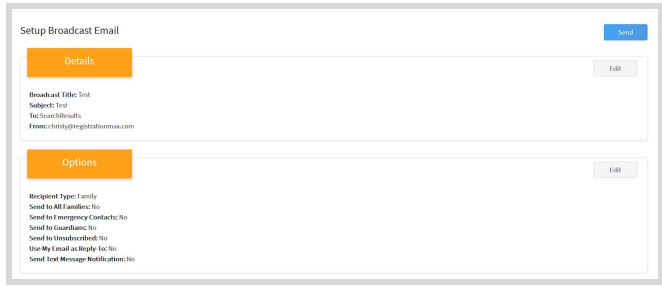 Setup Broadcast Email
Send
Details
Edit
Broadcast Title: Test
Subject: Test
To: SearchResults
From: christy@registrationmax.com
Options
Edit
Recipient Type: Family
Send to All Families: No
Send to Emergency Contacts: No
Send to Guardians: No
Send to Unsubscribed: No
Use My Email as Reply-To: No
Send Text Message Notification: No